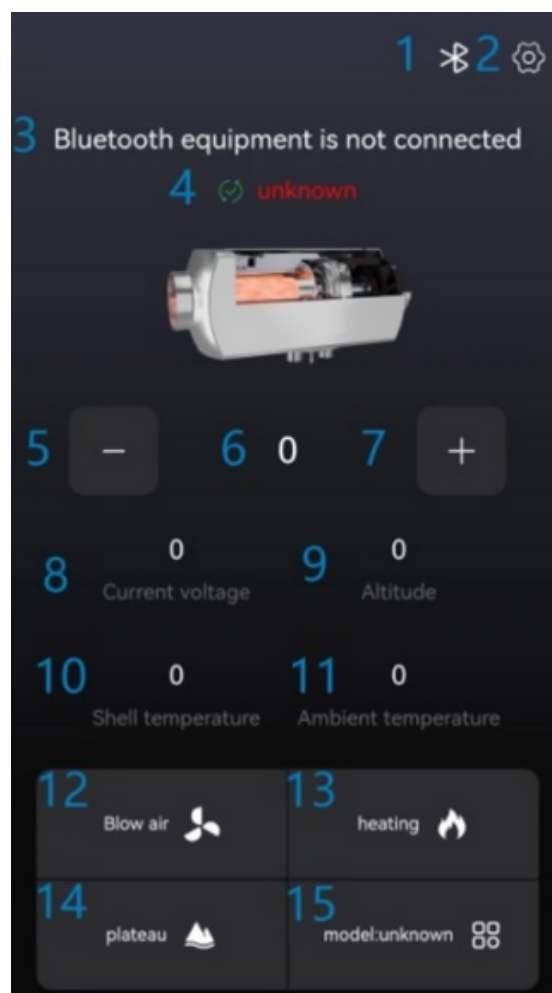 1 2
3 Bluetooth equipment is not connected
4 unknown
5 − 6 0 7 +
0 0
8 Current voltage 9 Altitude
10 0 11 0
Shell temperature Ambient temperature
12 Blow air 13 heating
14 plateau 15 model:unknown